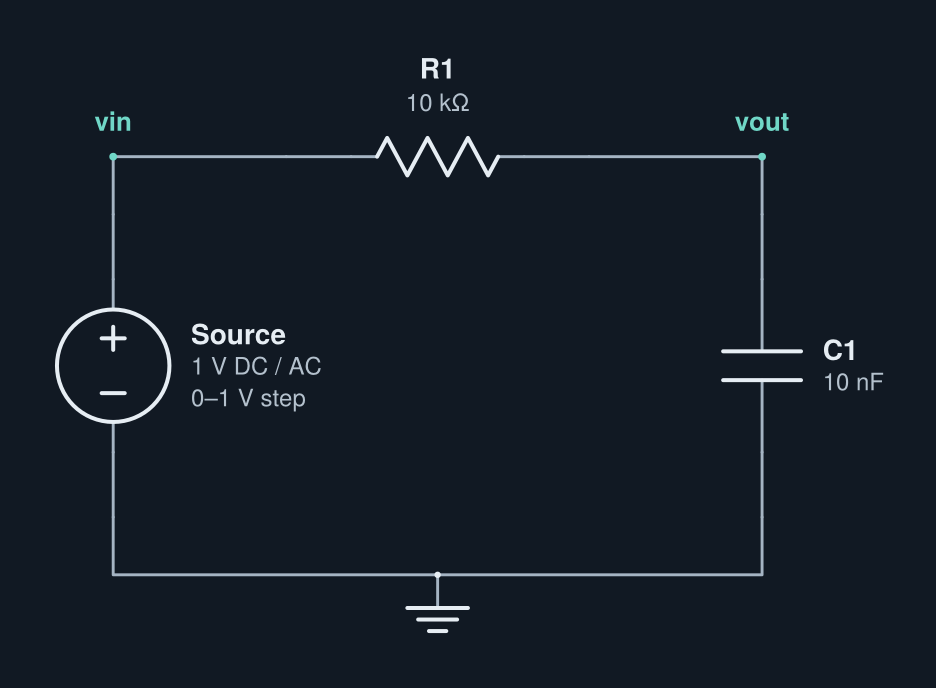 R1
10 kΩ
vin
vout
Source
1 V DC / AC
0–1 V step
C1
10 nF